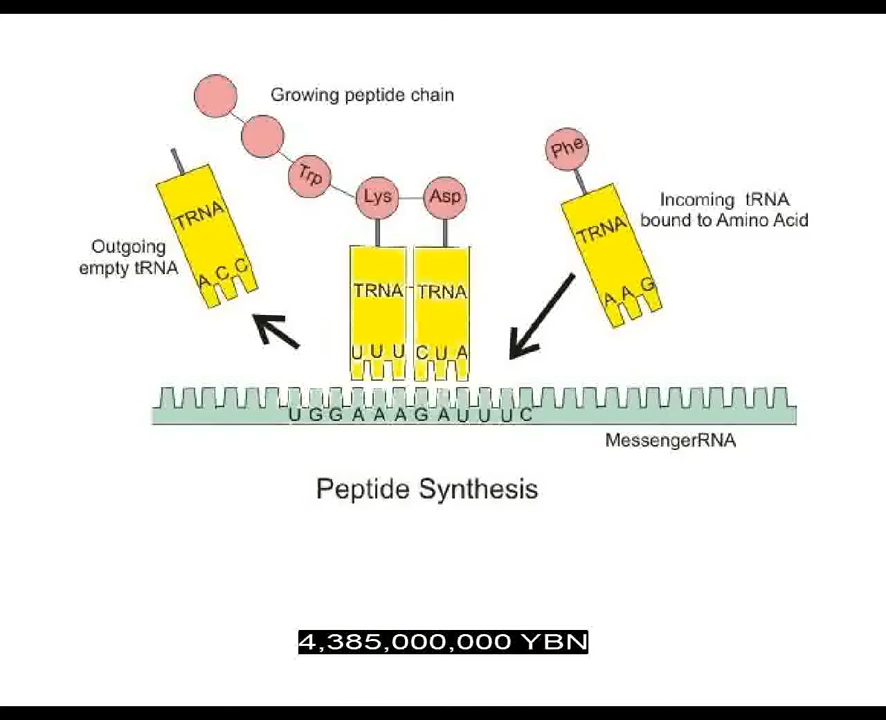 Growing peptide chain
Trp
Lys
Asp
Phe
Incoming tRNA
bound to Amino Acid
TRNA
A C C
Outgoing
empty tRNA
TRNA
U U U
TRNA
C U A
TRNA
A A G
U G G A A A G A U U U C
MessengerRNA
Peptide Synthesis
4,385,000,000 YBN